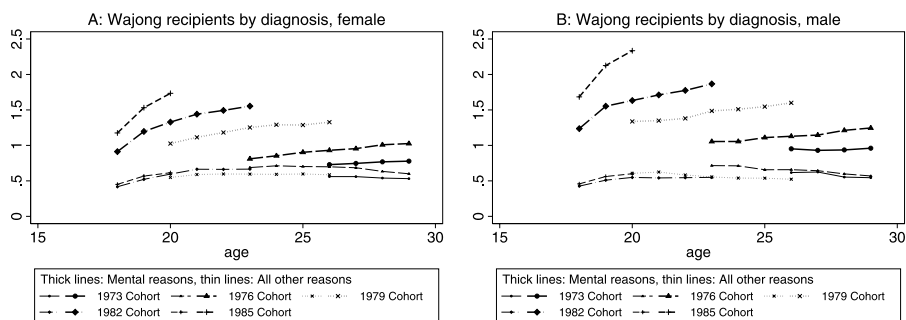 A: Wajong recipients by diagnosis, female
2.5
2
1.5
1
.5
0
15
20
25
30
age
Thick lines: Mental reasons, thin lines: All other reasons
1973 Cohort 1976 Cohort 1979 Cohort
1982 Cohort 1985 Cohort
B: Wajong recipients by diagnosis, male
2.5
2
1.5
1
.5
0
15
20
25
30
age
Thick lines: Mental reasons, thin lines: All other reasons
1973 Cohort 1976 Cohort 1979 Cohort
1982 Cohort 1985 Cohort